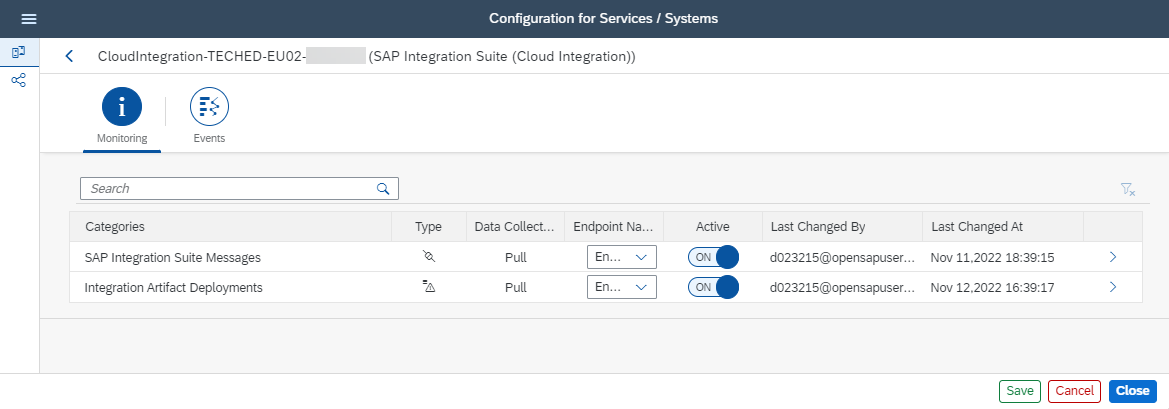 Configuration for Services / Systems
CloudIntegration-TECHED-EU02- (SAP Integration Suite (Cloud Integration))
Monitoring Events
Search
Categories Type Data Collect... Endpoint Na... Active Last Changed By Last Changed At
SAP Integration Suite Messages Pull En... ON d023215@opensapuser... Nov 11,2022 18:39:15
Integration Artifact Deployments Pull En... ON d023215@opensapuser... Nov 12,2022 16:39:17
Save Cancel Close